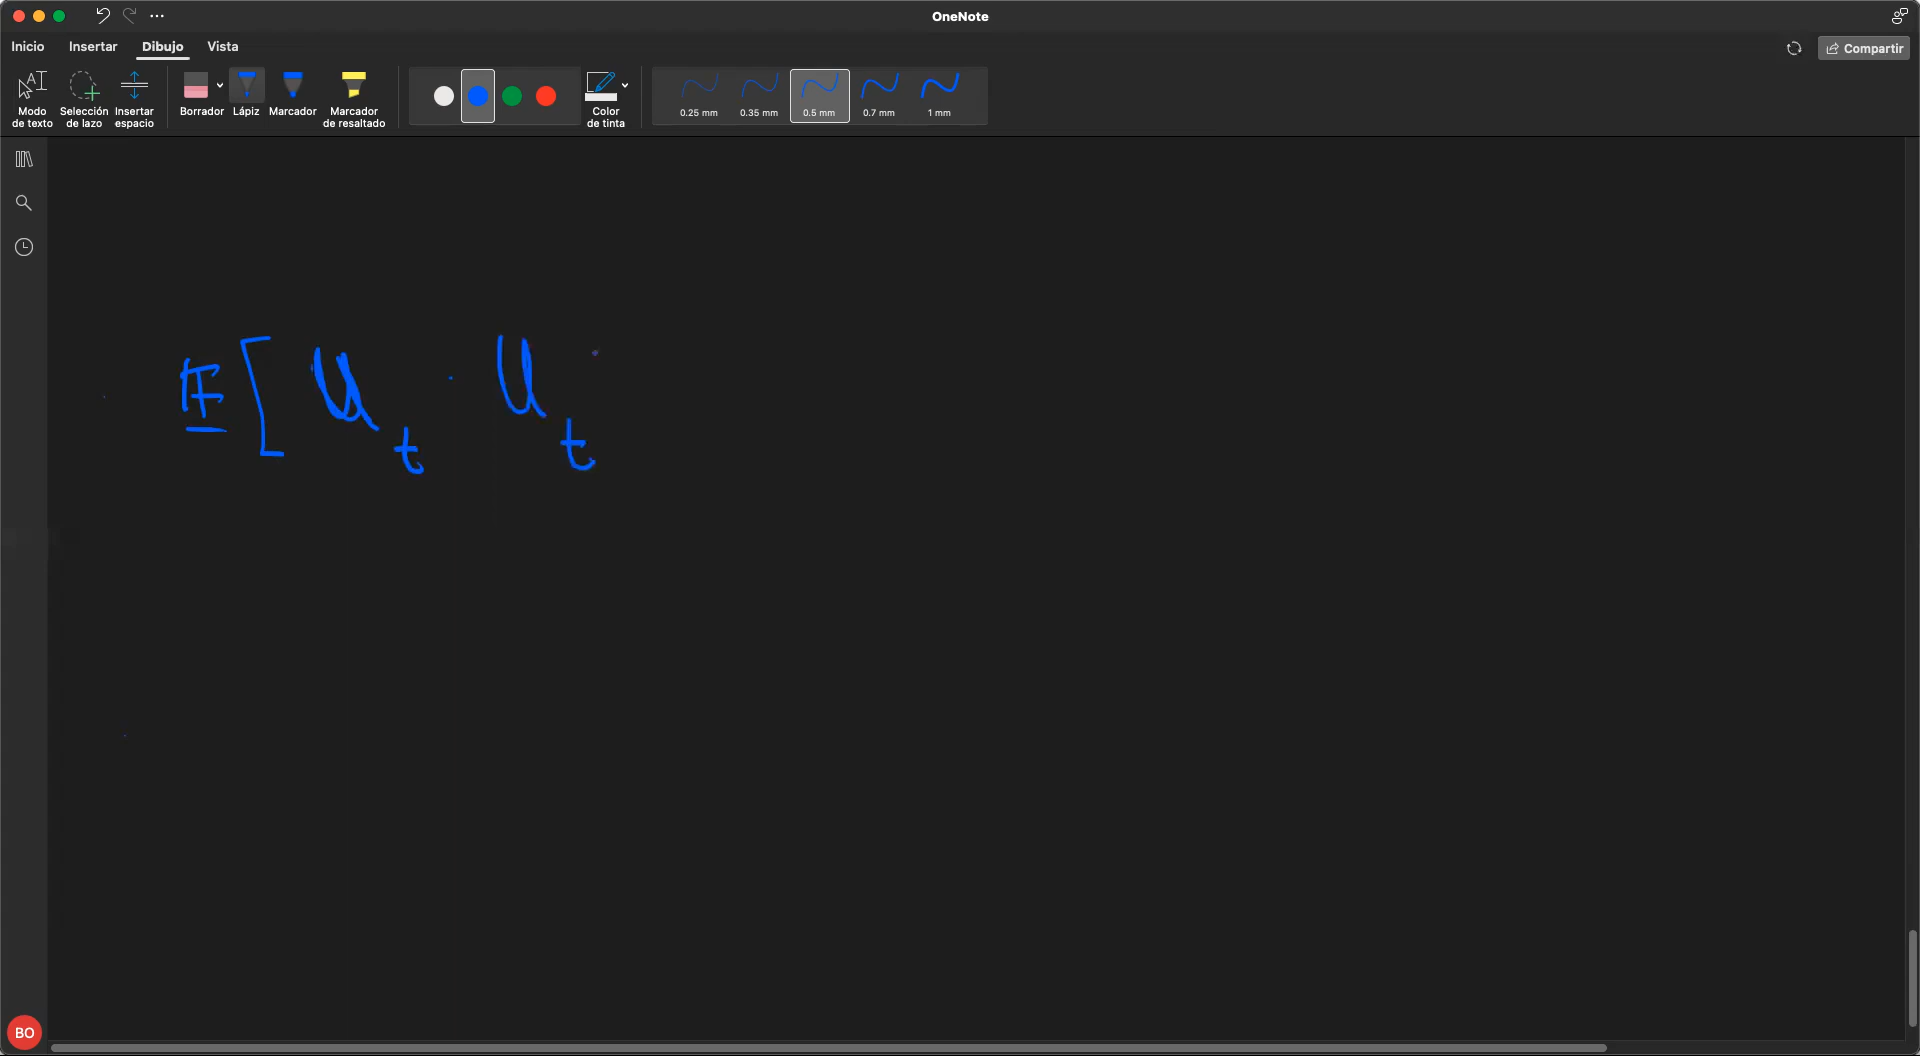 OneNote
Inicio Insertar Dibujo Vista Compartir
Modo de texto Selección de lazo Insertar espacio Borrador Lápiz Marcador Marcador de resaltado Color de tinta 0.25 mm 0.35 mm 0.5 mm 0.7 mm 1 mm
E[ U_t · U_t
BO